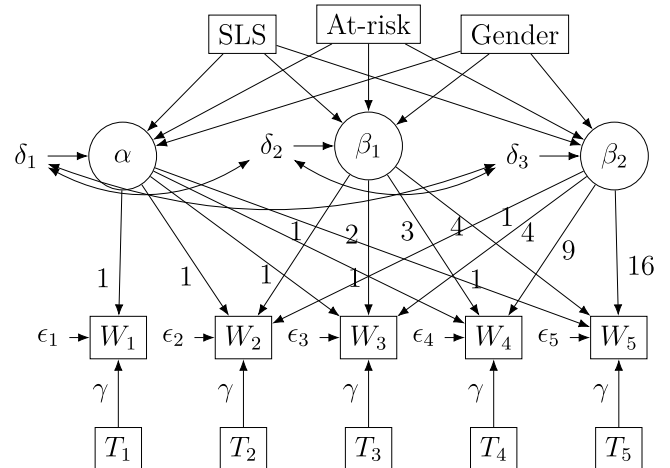 SLS At-risk Gender
δ₁ α δ₂ β₁ δ₃ β₂
1 2 3 4 1 4
1 1 1 1 1 9 16
ϵ₁ W₁ ϵ₂ W₂ ϵ₃ W₃ ϵ₄ W₄ ϵ₅ W₅
γ γ γ γ γ
T₁ T₂ T₃ T₄ T₅